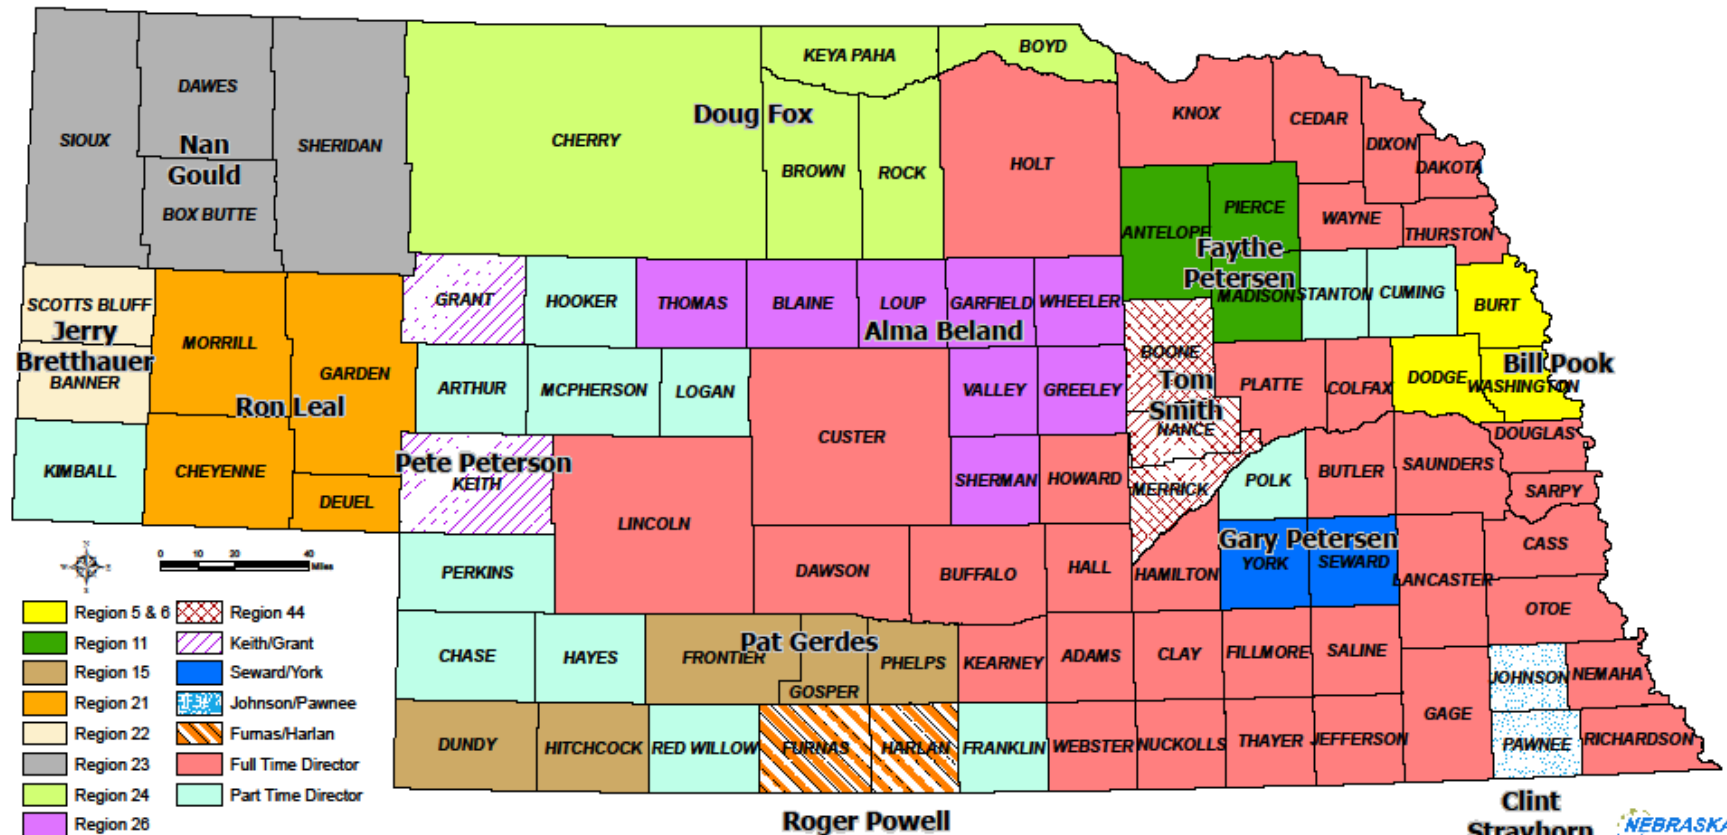 KEYA PAHA
BOYD
DAWES
KNOX
CEDAR
SIOUX
Nan
Gould
SHERIDAN
CHERRY
Doug Fox
BROWN
ROCK
HOLT
DIXON
DAKOTA
BOX BUTTE
ANTELOPE
PIERCE
WAYNE
THURSTON
Faythe
Petersen
MADISON
STANTON
CUMING
BURT
SCOTTS BLUFF
Jerry
Bretthauer
BANNER
MORRILL
GARDEN
GRANT
HOOKER
THOMAS
BLAINE
LOUP
GARFIELD
WHEELER
Alma Beland
BOONE
Tom
Smith
NANCE
PLATTE
COLFAX
DODGE
WASHINGTON
Bill Pook
Ron Leal
ARTHUR
MCPHERSON
LOGAN
CUSTER
VALLEY
GREELEY
KIMBALL
CHEYENNE
DEUEL
Pete Peterson
KEITH
LINCOLN
SHERMAN
HOWARD
MERRICK
POLK
BUTLER
SAUNDERS
DOUGLAS
SARPY
Gary Petersen
YORK
SEWARD
LANCASTER
CASS
OTOE
PERKINS
DAWSON
BUFFALO
HALL
HAMILTON
CHASE
HAYES
FRONTIER
Pat Gerdes
GOSPER
PHELPS
KEARNEY
ADAMS
CLAY
FILLMORE
SALINE
JOHNSON
NEMAHA
DUNDY
HITCHCOCK
RED WILLOW
FURNAS
HARLAN
FRANKLIN
WEBSTER
NUCKOLLS
THAYER
JEFFERSON
GAGE
PAWNEE
RICHARDSON
Roger Powell
Clint
Strayhorn
NEBRASKA
N
W
S
0 10 20 40
Miles
Region 5 & 6
Region 11
Region 15
Region 21
Region 22
Region 23
Region 24
Region 26
Region 44
Keith/Grant
Seward/York
Johnson/Pawnee
Furnas/Harlan
Full Time Director
Part Time Director